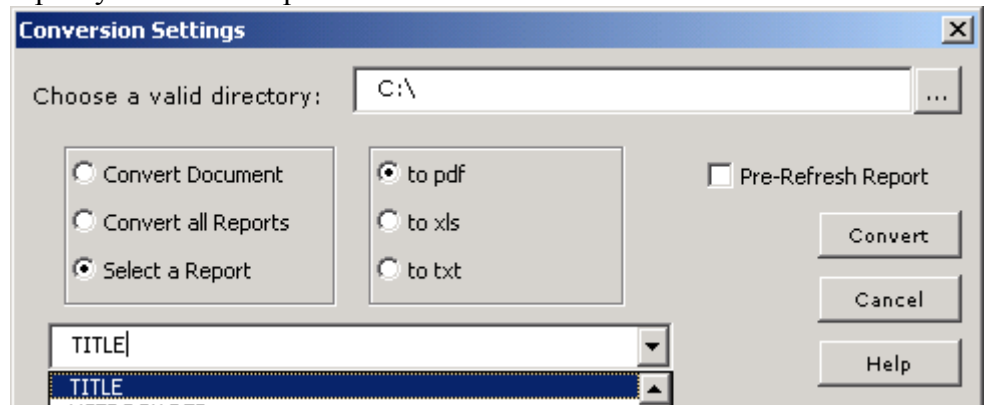 Conversion Settings
Choose a valid directory: C:\ ...
Convert Document to pdf Pre-Refresh Report
Convert all Reports to xls Convert
Select a Report to txt
Cancel
TITLE
Help
TITLE